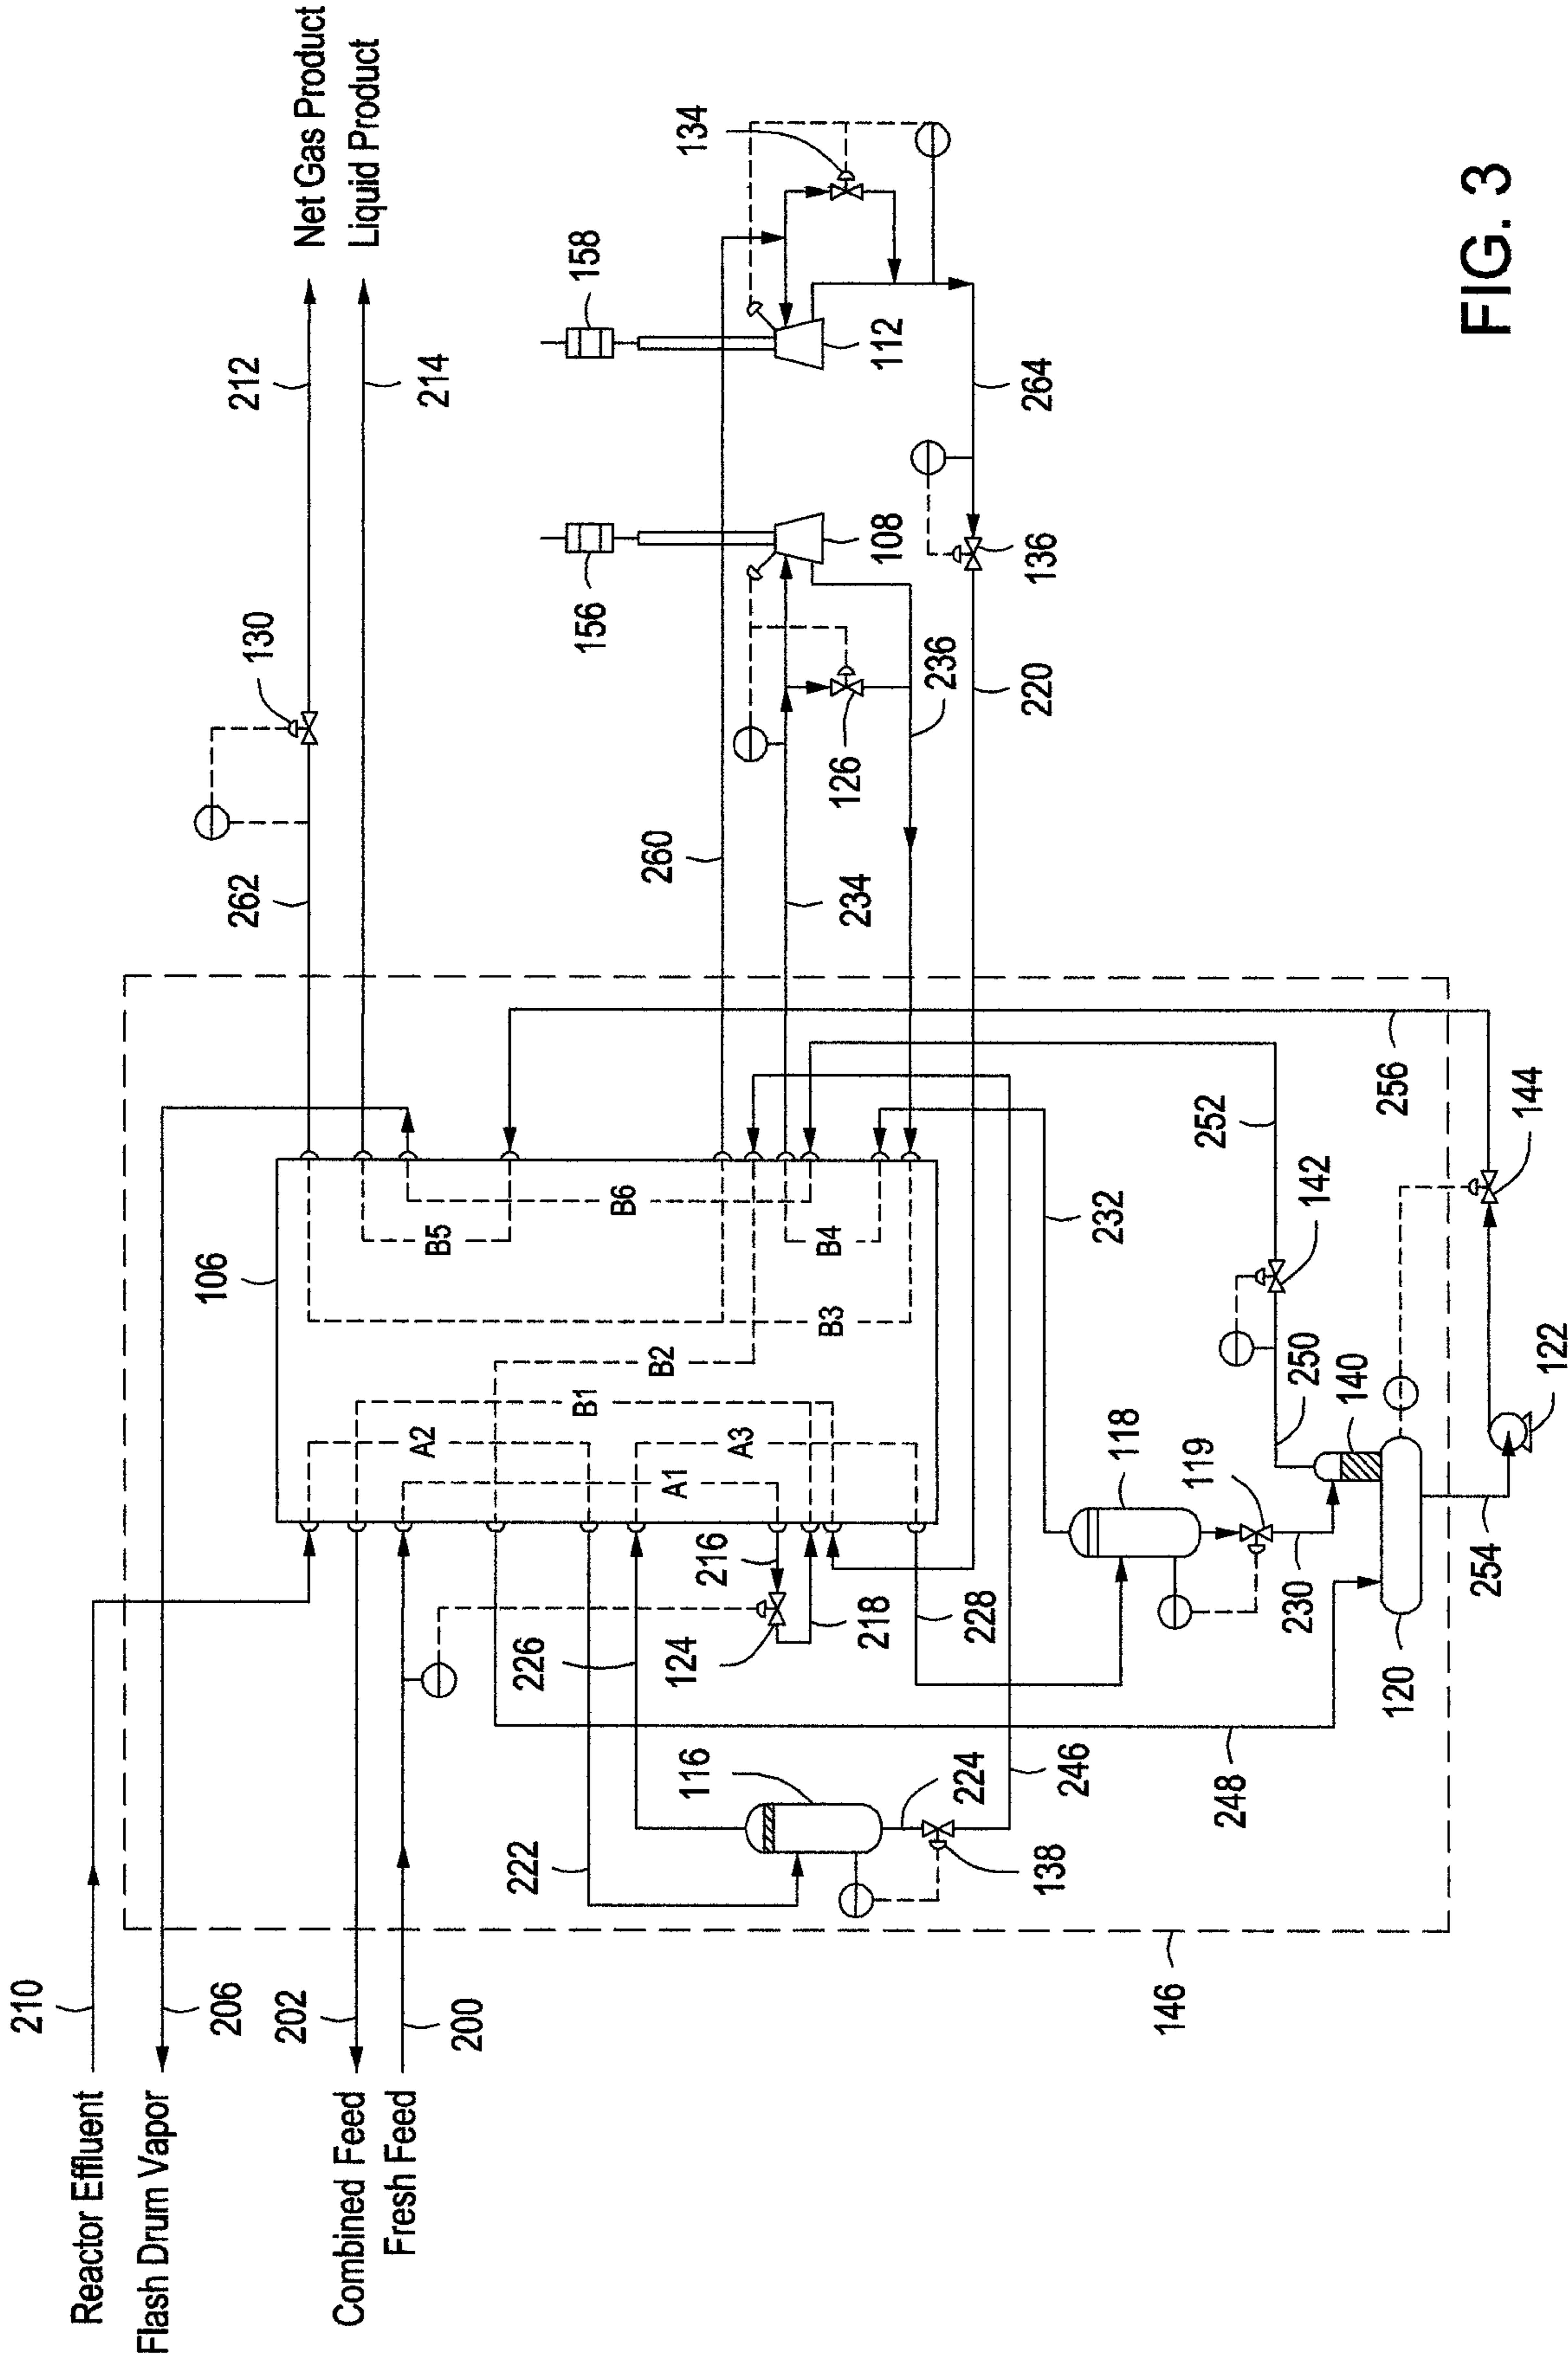 Net Gas Product
Liquid Product
212
214
130
262
158
134
112
156
108
264
136
126
236
220
260
234
106
B5
B6
B4
B3
B2
B1
A2
A3
A1
216
218
124
226
228
222
116
224
138
246
248
232
118
119
230
250
140
142
252
256
144
122
254
120
146
210
206
202
200
Reactor Effluent
Flash Drum Vapor
Combined Feed
Fresh Feed
FIG. 3